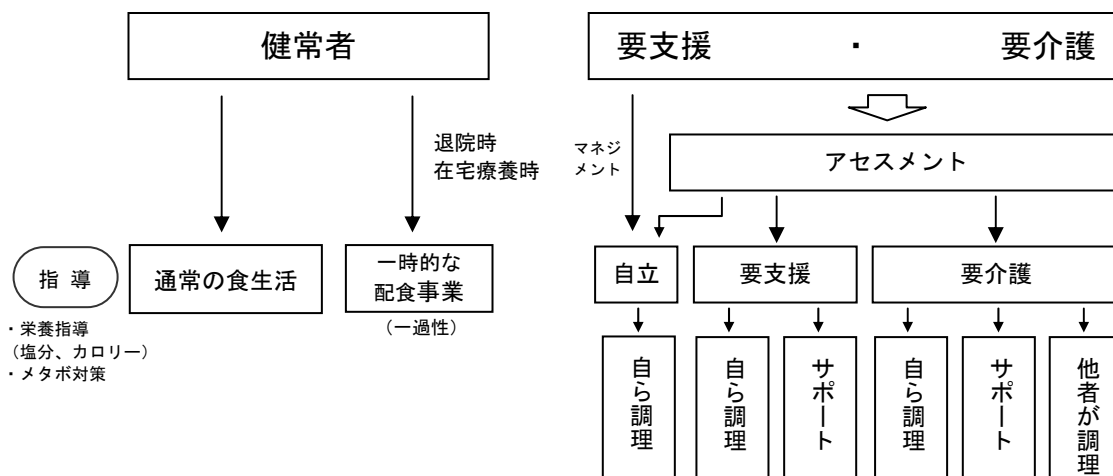 健常者
要支援 ・ 要介護
退院時
在宅療養時
マネジ
メント
アセスメント
指 導
通常の食生活
一時的な
配食事業
（一過性）
自立
要支援
要介護
・栄養指導
（塩分、カロリー）
・メタボ対策
自ら調理
自ら調理
サポート
自ら調理
サポート
他者が調理